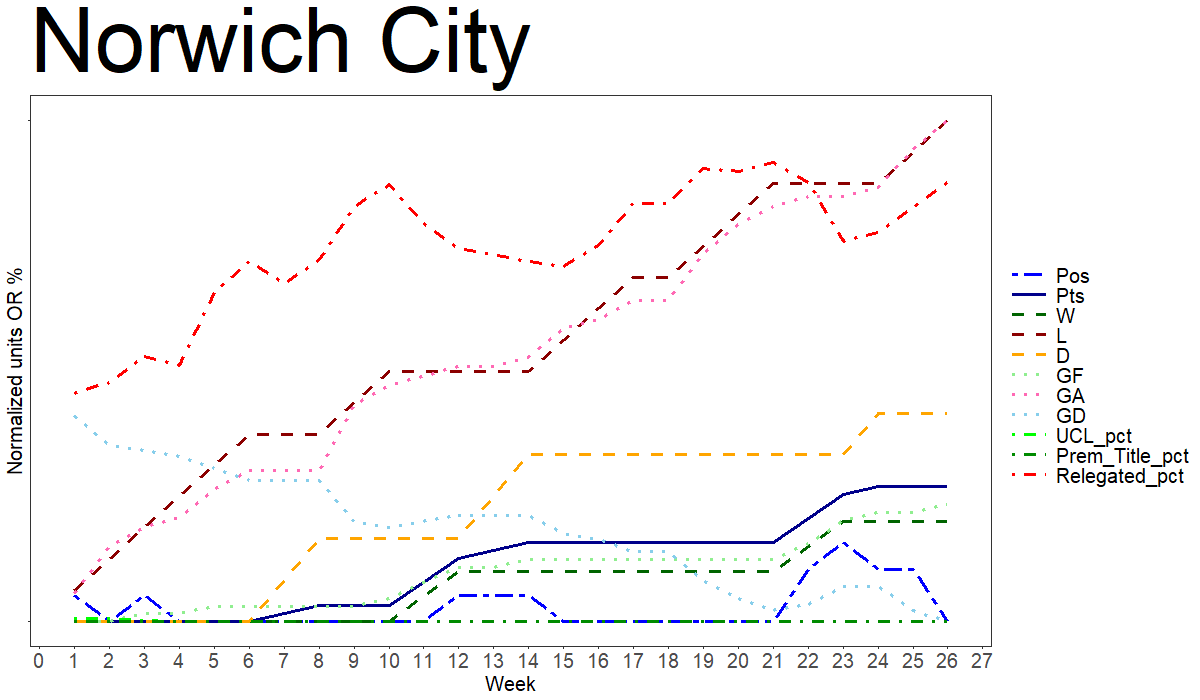 Norwich City
Normalized units OR %
0 1 2 3 4 5 6 7 8 9 10 11 12 13 14 15 16 17 18 19 20 21 22 23 24 25 26 27
Week
Pos
Pts
W
L
D
GF
GA
GD
UCL_pct
Prem_Title_pct
Relegated_pct